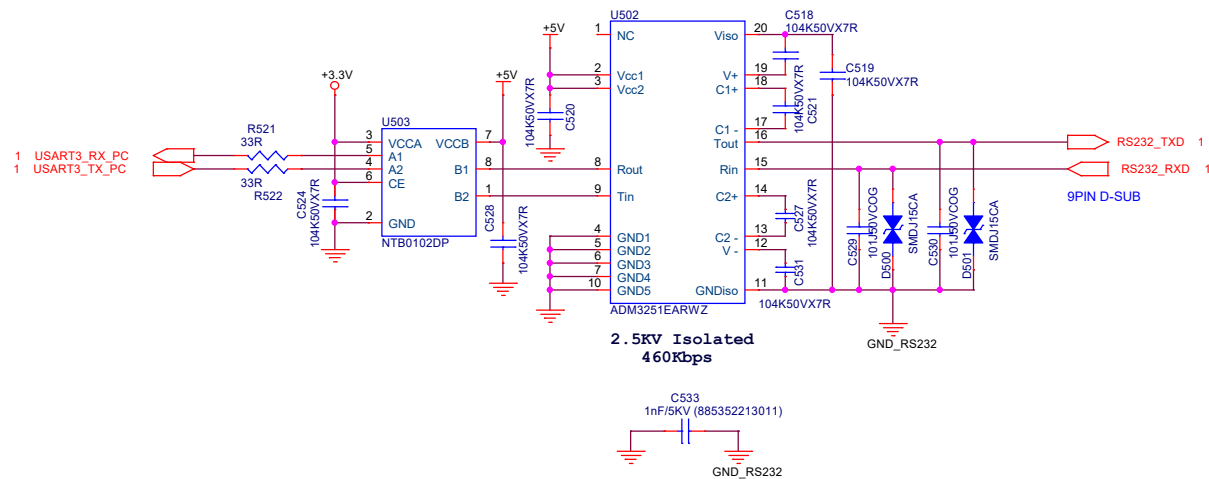 U502
C518
104K50VX7R
+5V
1
NC
Viso
20
C519
104K50VX7R
104K50VX7R
+3.3V
+5V
2
Vcc1
V+
19
3
Vcc2
C1+
18
C520
104K50VX7R
C521
U503
C1 -
17
R521
33R
3
VCCA
VCCB
7
Tout
16
RS232_TXD
1
1
USART3_RX_PC
5
A1
1
USART3_TX_PC
4
A2
B1
8
8
Rout
Rin
15
RS232_RXD
1
33R
R522
6
CE
B2
1
9
Tin
C2+
14
9PIN D-SUB
C524
104K50VX7R
2
GND
NTB0102DP
C528
104K50VX7R
C527
104K50VX7R
4
GND1
C2 -
13
5
GND2
V -
12
6
GND3
7
GND4
C531
10
GND5
GNDiso
11
104K50VX7R
ADM3251EARWZ
C529
101J50VCOG
D500
SMDJ15CA
C530
101J50VCOG
D501
SMDJ15CA
2.5KV Isolated
460Kbps
GND_RS232
C533
1nF/5KV (885352213011)
GND_RS232